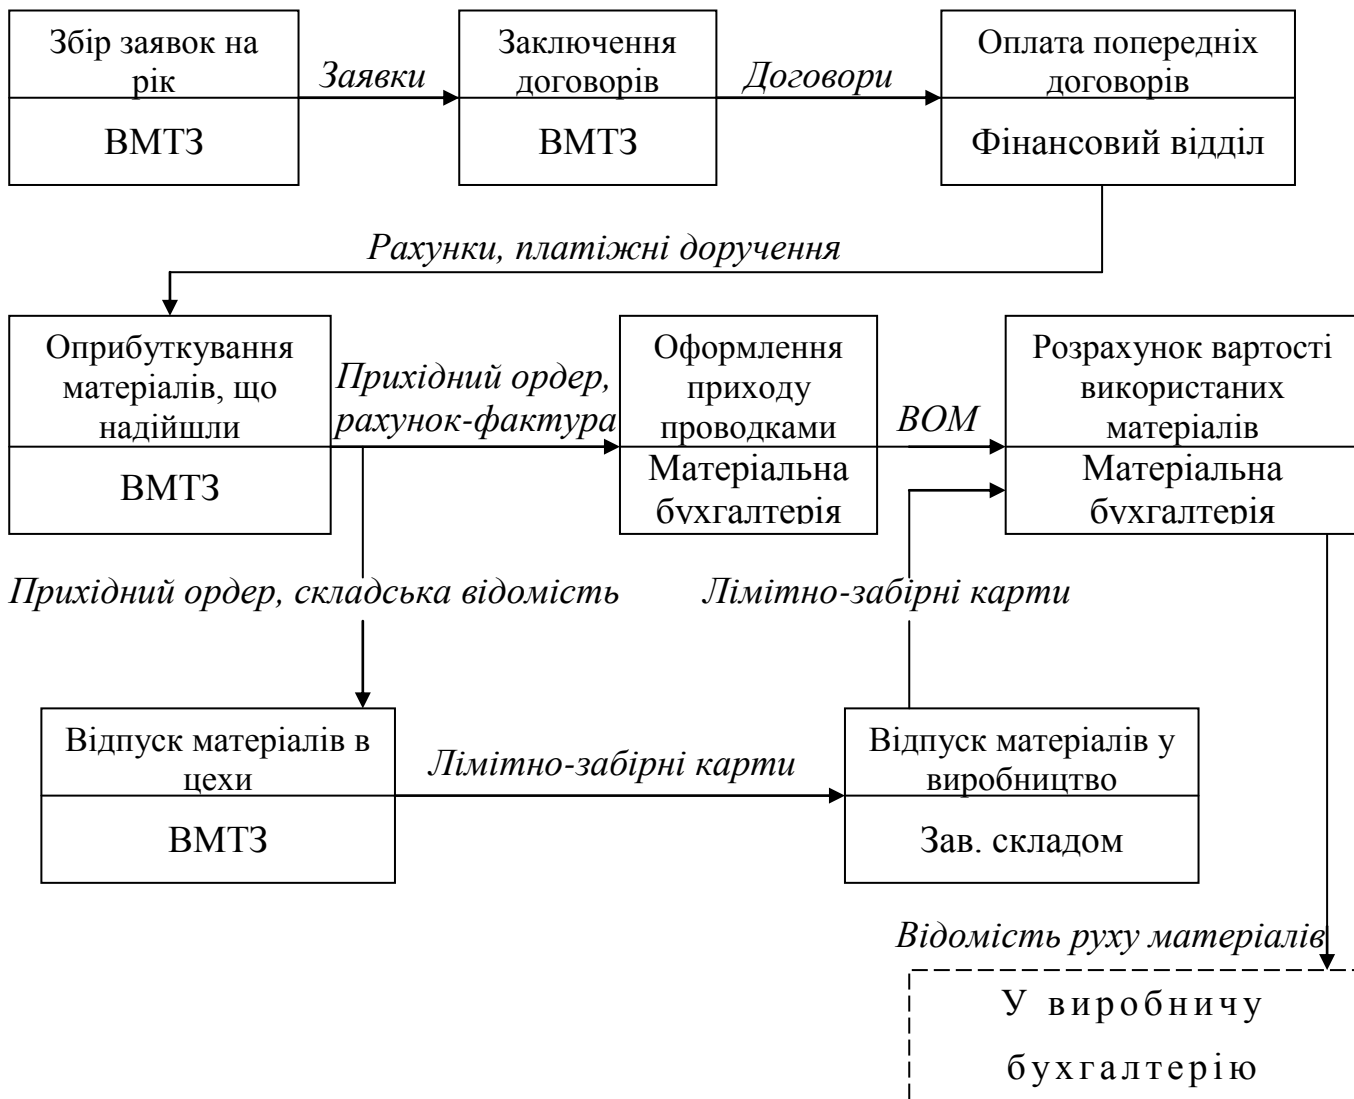 Збір заявок на
рік
ВМТЗ
Заявки
Заключення
договорів
ВМТЗ
Договори
Оплата попередніх
договорів
Фінансовий відділ
Рахунки, платіжні доручення
Оприбуткування
матеріалів, що
надійшли
ВМТЗ
Прихідний ордер,
рахунок-фактура
Оформлення
приходу
проводками
Матеріальна
бухгалтерія
ВОМ
Розрахунок вартості
використаних
матеріалів
Матеріальна
бухгалтерія
Прихідний ордер, складська відомість
Лімітно-забірні карти
Відпуск матеріалів в
цехи
ВМТЗ
Лімітно-забірні карти
Відпуск матеріалів у
виробництво
Зав. складом
Відомість руху матеріалів
У виробничу
бухгалтерію